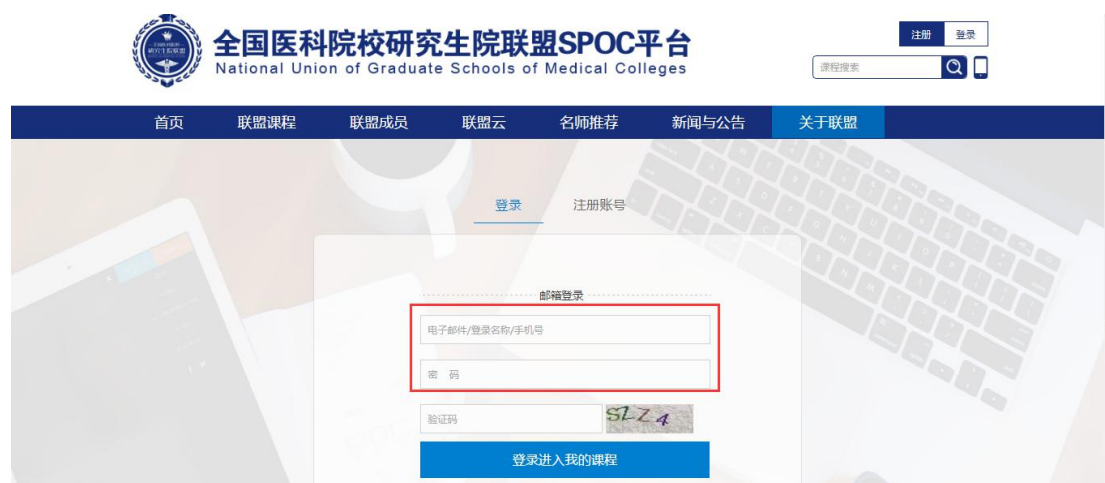 全国医科院校研究生院联盟SPOC平台
National Union of Graduate Schools of Medical Colleges
注册 登录
课程搜索
首页 联盟课程 联盟成员 联盟云 名师推荐 新闻与公告 关于联盟
登录 注册账号
邮箱登录
电子邮件/登录名称/手机号
密 码
验证码 SZZ4
登录进入我的课程